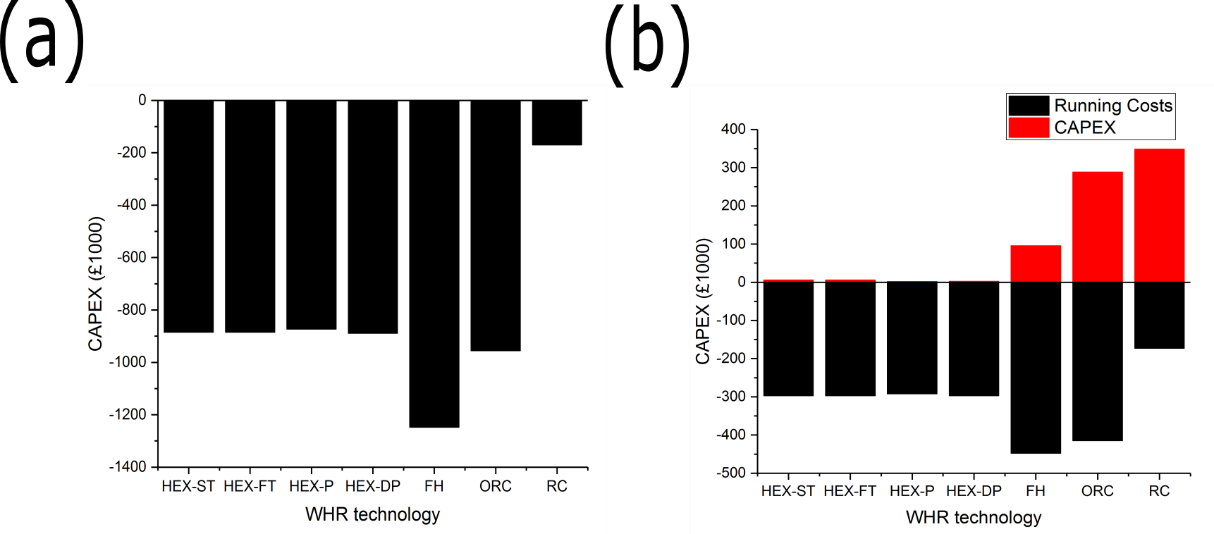 (a)
0
-200
-400
-600
-800
-1000
-1200
-1400
CAPEX (£1000)
HEX-ST HEX-FT HEX-P HEX-DP FH ORC RC
WHR technology
(b)
Running Costs
CAPEX
400
300
200
100
0
-100
-200
-300
-400
-500
CAPEX (£1000)
HEX-ST HEX-FT HEX-P HEX-DP FH ORC RC
WHR technology